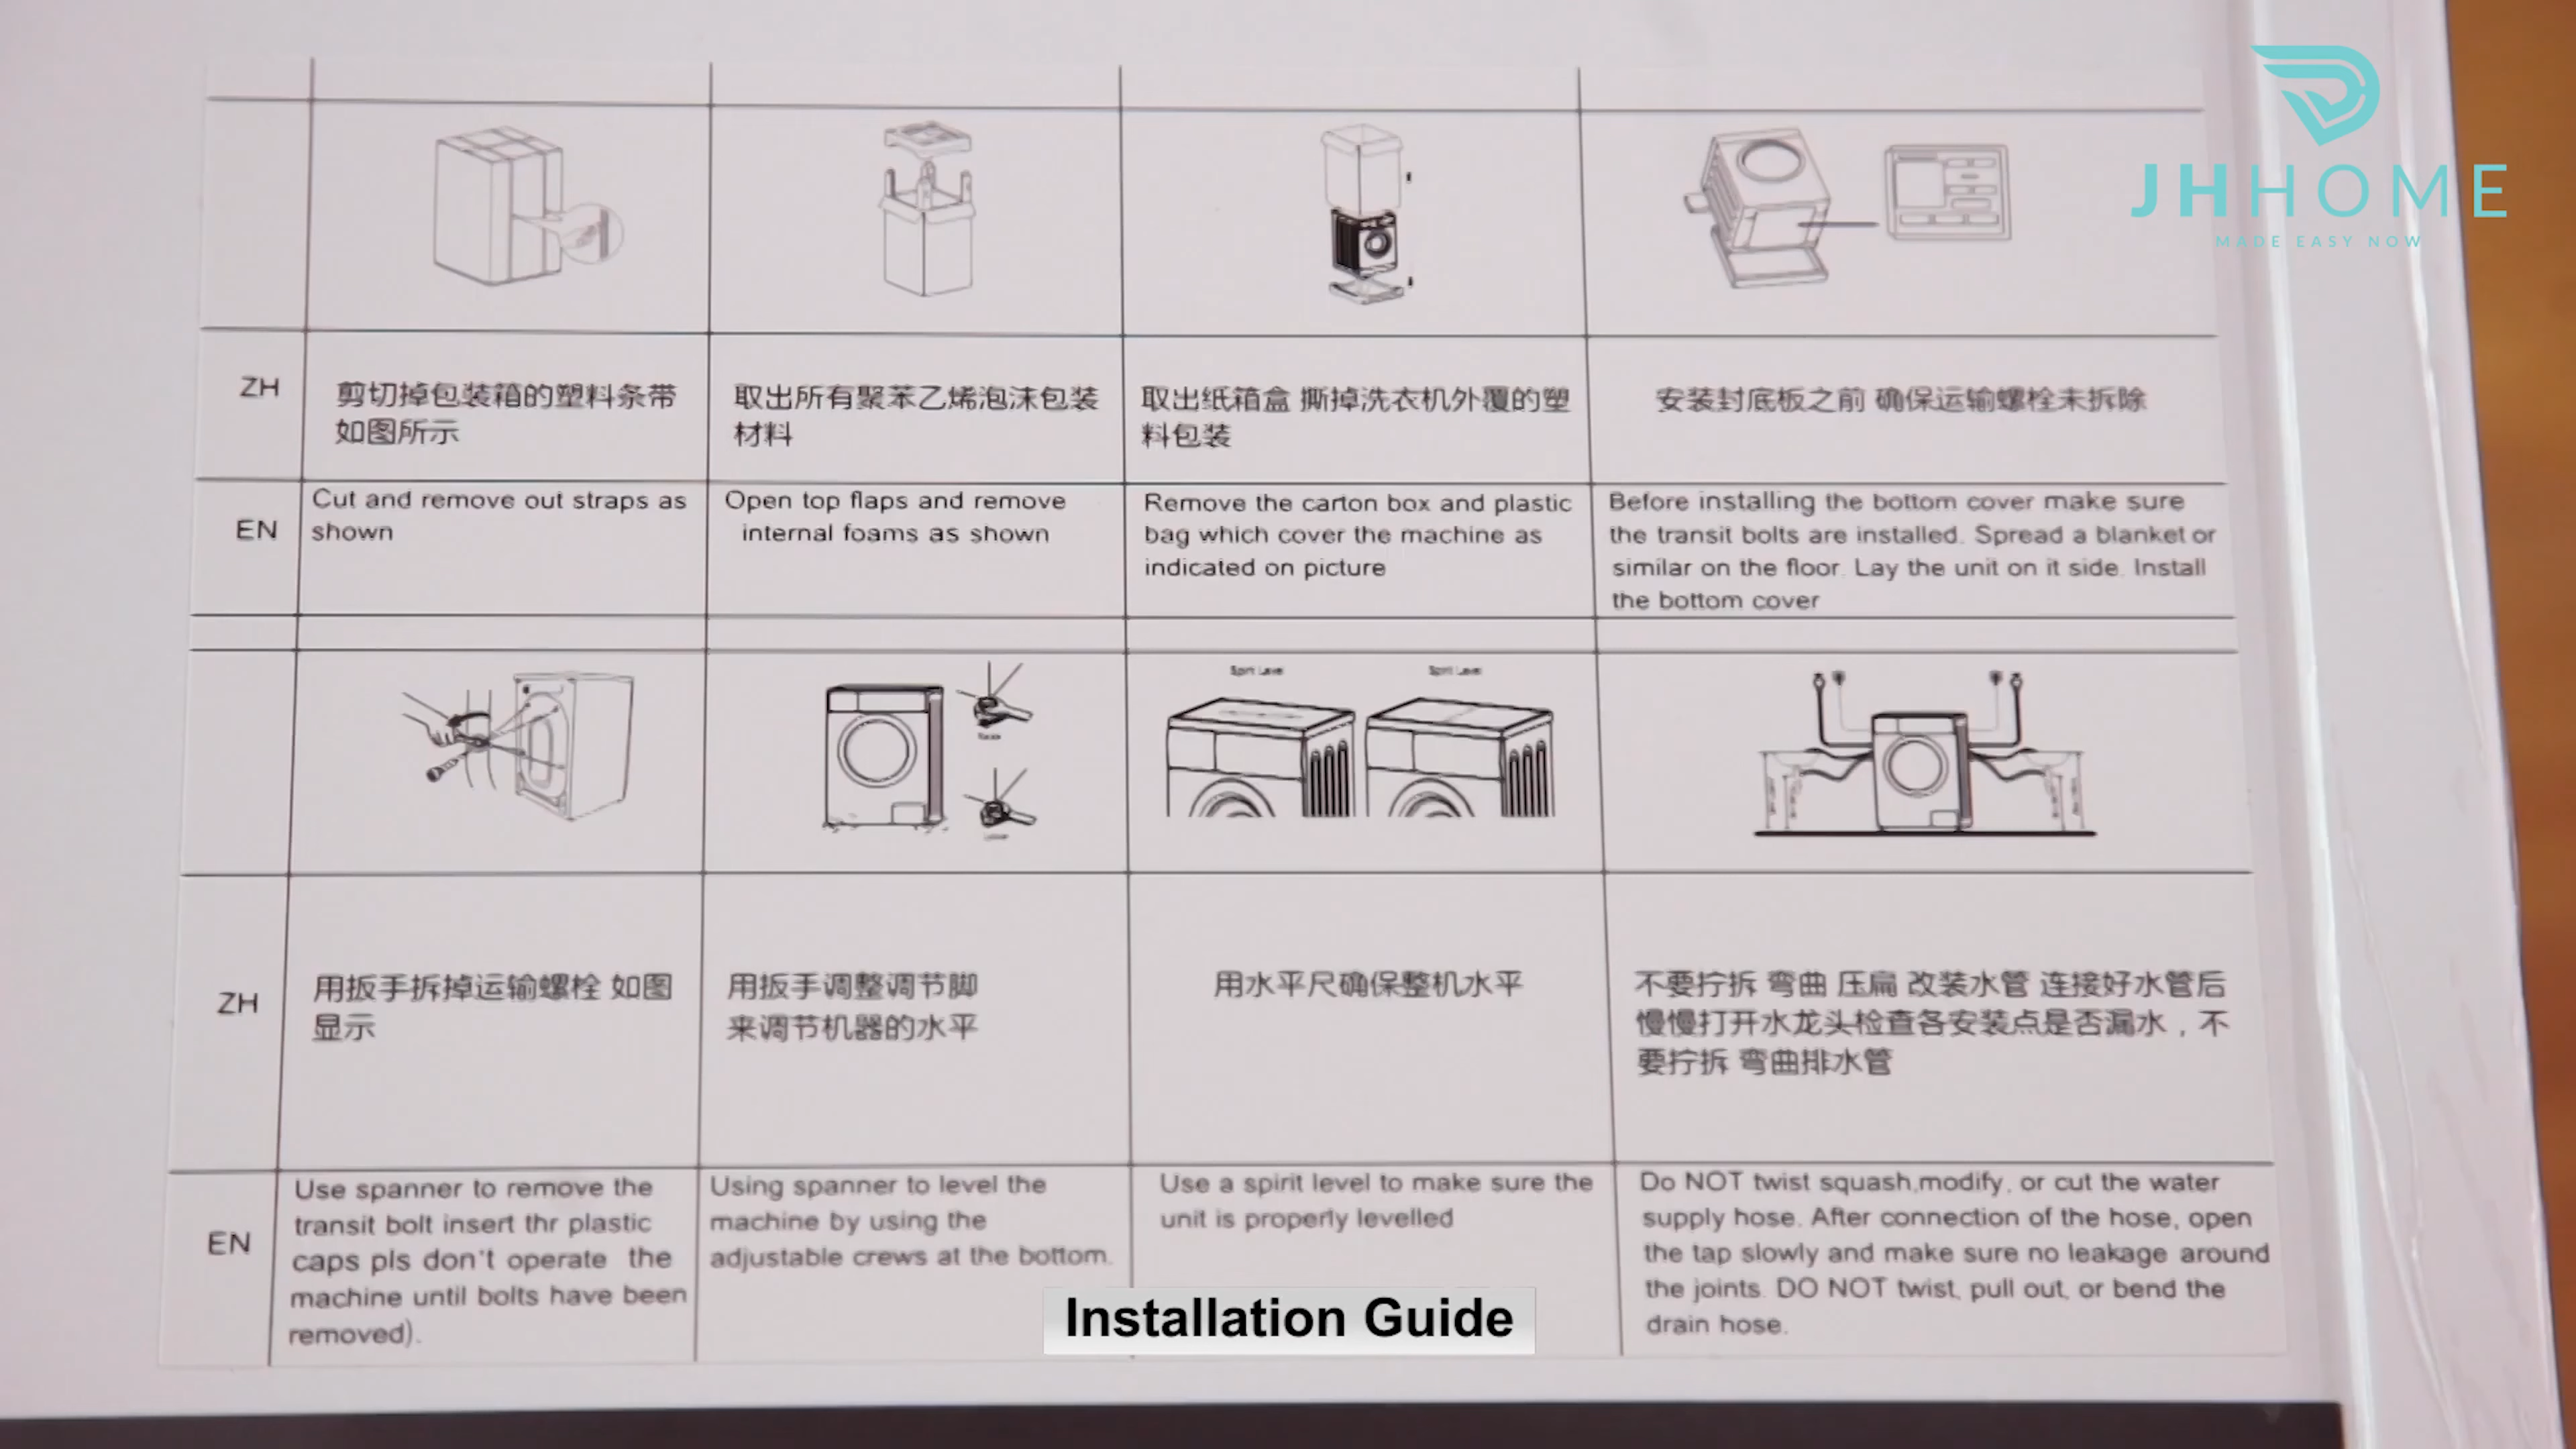 JHHOME
MADE EASY NOW
ZH
剪切掉包装箱的塑料条带
如图所示
取出所有聚苯乙烯泡沫包装
材料
取出纸箱盒 撕掉洗衣机外覆的塑
料包装
安装封底板之前 确保运输螺栓未拆除
EN
Cut and remove out straps as
shown
Open top flaps and remove
internal foams as shown
Remove the carton box and plastic
bag which cover the machine as
indicated on picture
Before installing the bottom cover make sure
the transit bolts are installed. Spread a blanket or
similar on the floor. Lay the unit on it side. Install
the bottom cover
Spirit Level
Spirit Level
ZH
用扳手拆掉运输螺栓 如图
显示
用扳手调整调节脚
来调节机器的水平
用水平尺确保整机水平
不要拧拆 弯曲 压扁 改装水管 连接好水管后
慢慢打开水龙头检查各安装点是否漏水，不
要拧拆 弯曲排水管
EN
Use spanner to remove the
transit bolt insert thr plastic
caps pls don't operate the
machine until bolts have been
removed).
Using spanner to level the
machine by using the
adjustable crews at the bottom.
Use a spirit level to make sure the
unit is properly levelled
Do NOT twist squash,modify, or cut the water
supply hose. After connection of the hose, open
the tap slowly and make sure no leakage around
the joints. DO NOT twist, pull out, or bend the
drain hose.
Installation Guide